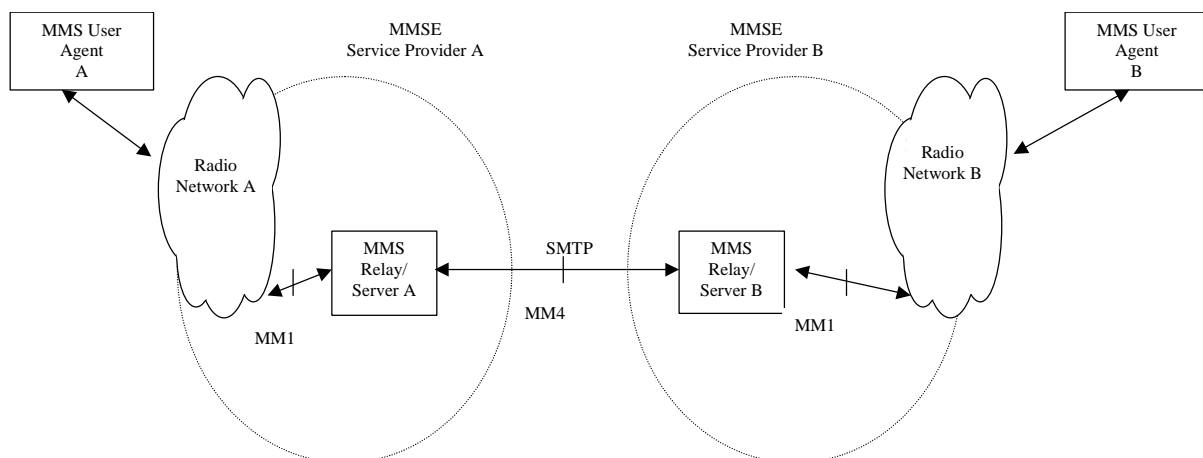 MMS User
Agent
A
MMSE
Service Provider A
MMSE
Service Provider B
MMS User
Agent
B
Radio
Network A
Radio
Network B
MMS
Relay/
Server A
SMTP
MMS
Relay/
Server B
MM1
MM4
MM1